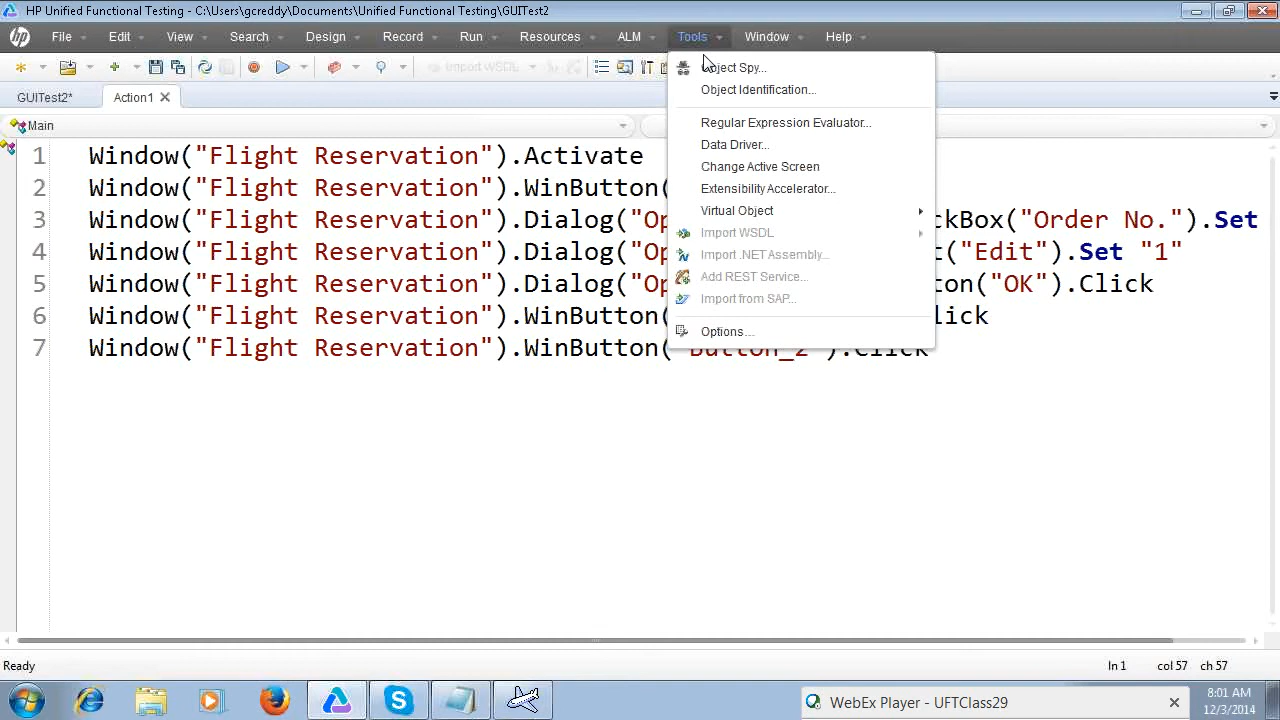 HP Unified Functional Testing - C:\Users\gcreddy\Documents\Unified Functional Testing\GUITest2
hp File Edit View Search Design Record Run Resources ALM Tools Window Help
Import WSDL
GUITest2* Action1
Main
Object Spy...
Object Identification...
Regular Expression Evaluator...
Data Driver...
Change Active Screen
Extensibility Accelerator...
Virtual Object
Import WSDL
Import .NET Assembly...
Add REST Service...
Import from SAP...
Options...
1 Window("Flight Reservation").Activate
2 Window("Flight Reservation").WinButton(
3 Window("Flight Reservation").Dialog("Op ckBox("Order No.").Set
4 Window("Flight Reservation").Dialog("Op t("Edit").Set "1"
5 Window("Flight Reservation").Dialog("Op ton("OK").Click
6 Window("Flight Reservation").WinButton( lick
7 Window("Flight Reservation").WinButton("Button_2").Click
Ready ln 1 col 57 ch 57
WebEx Player - UFTClass29
8:01 AM
12/3/2014